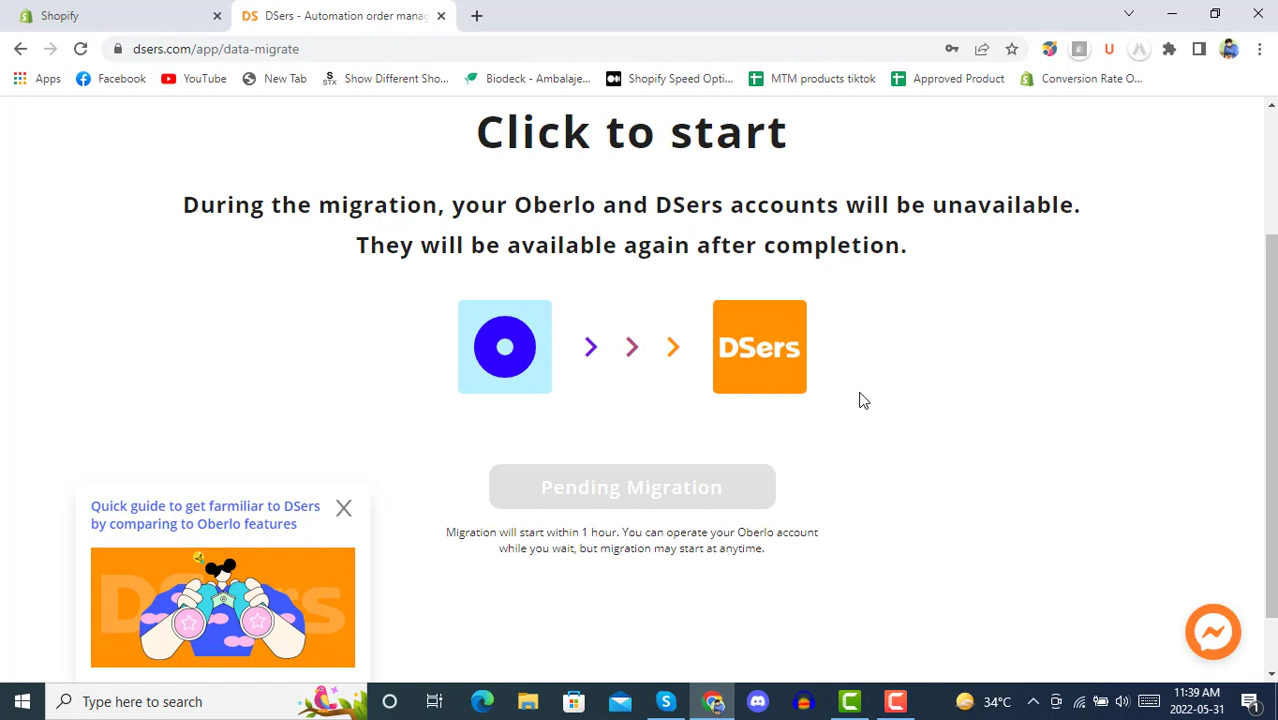 Shopify
DSers - Automation order mana
dsers.com/app/data-migrate
Apps
Facebook
YouTube
New Tab
STX
Show Different Sho...
Biodeck - Ambalaje...
Shopify Speed Opti...
MTM products tiktok
Approved Product
Conversion Rate O...
Click to start
During the migration, your Oberlo and DSers accounts will be unavailable.
They will be available again after completion.
DSers
Pending Migration
Migration will start within 1 hour. You can operate your Oberlo account
while you wait, but migration may start at anytime.
Quick guide to get farmiliar to DSers
by comparing to Oberlo features
DSers
Type here to search
34°C
11:39 AM
2022-05-31
1